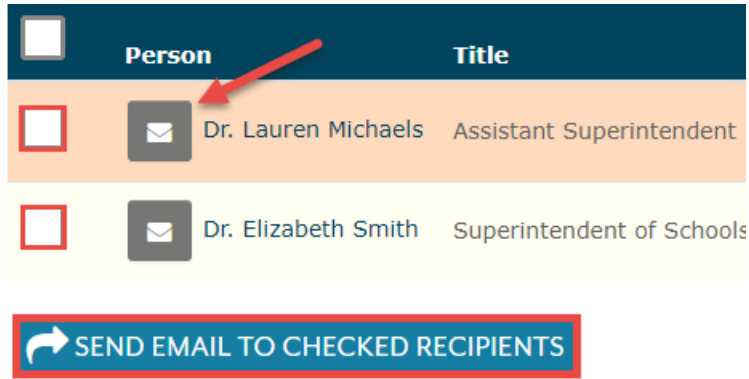 Person Title
Dr. Lauren Michaels Assistant Superintendent
Dr. Elizabeth Smith Superintendent of Schools
SEND EMAIL TO CHECKED RECIPIENTS